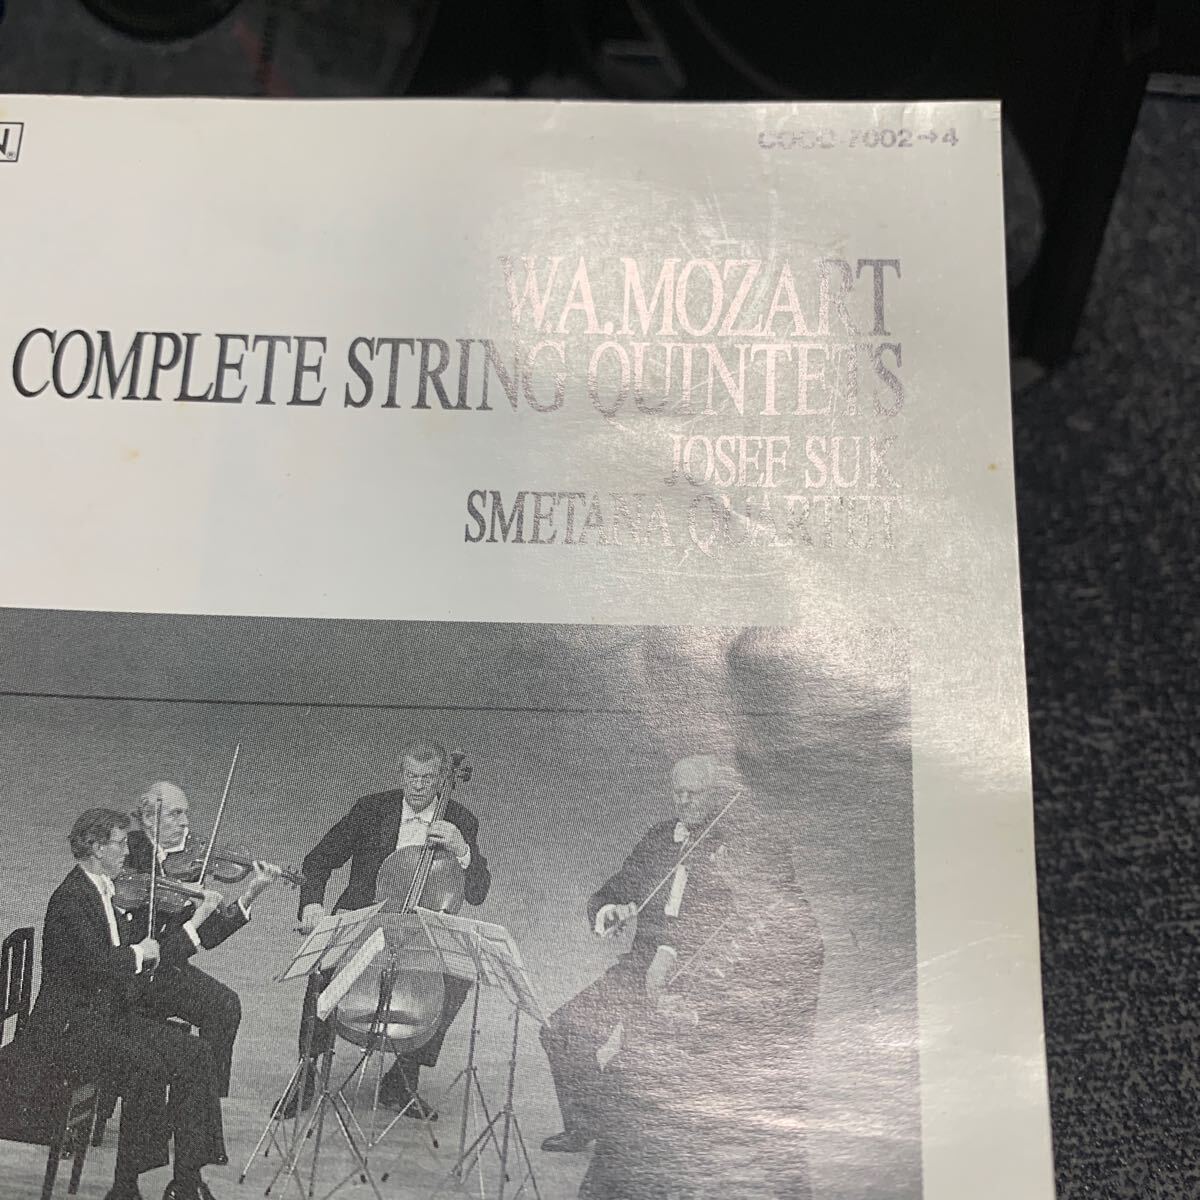 N®
COCO-7002→4
W.A.MOZART
COMPLETE STRING QUINTETS
JOSEF SUK
SMETANA QUARTET